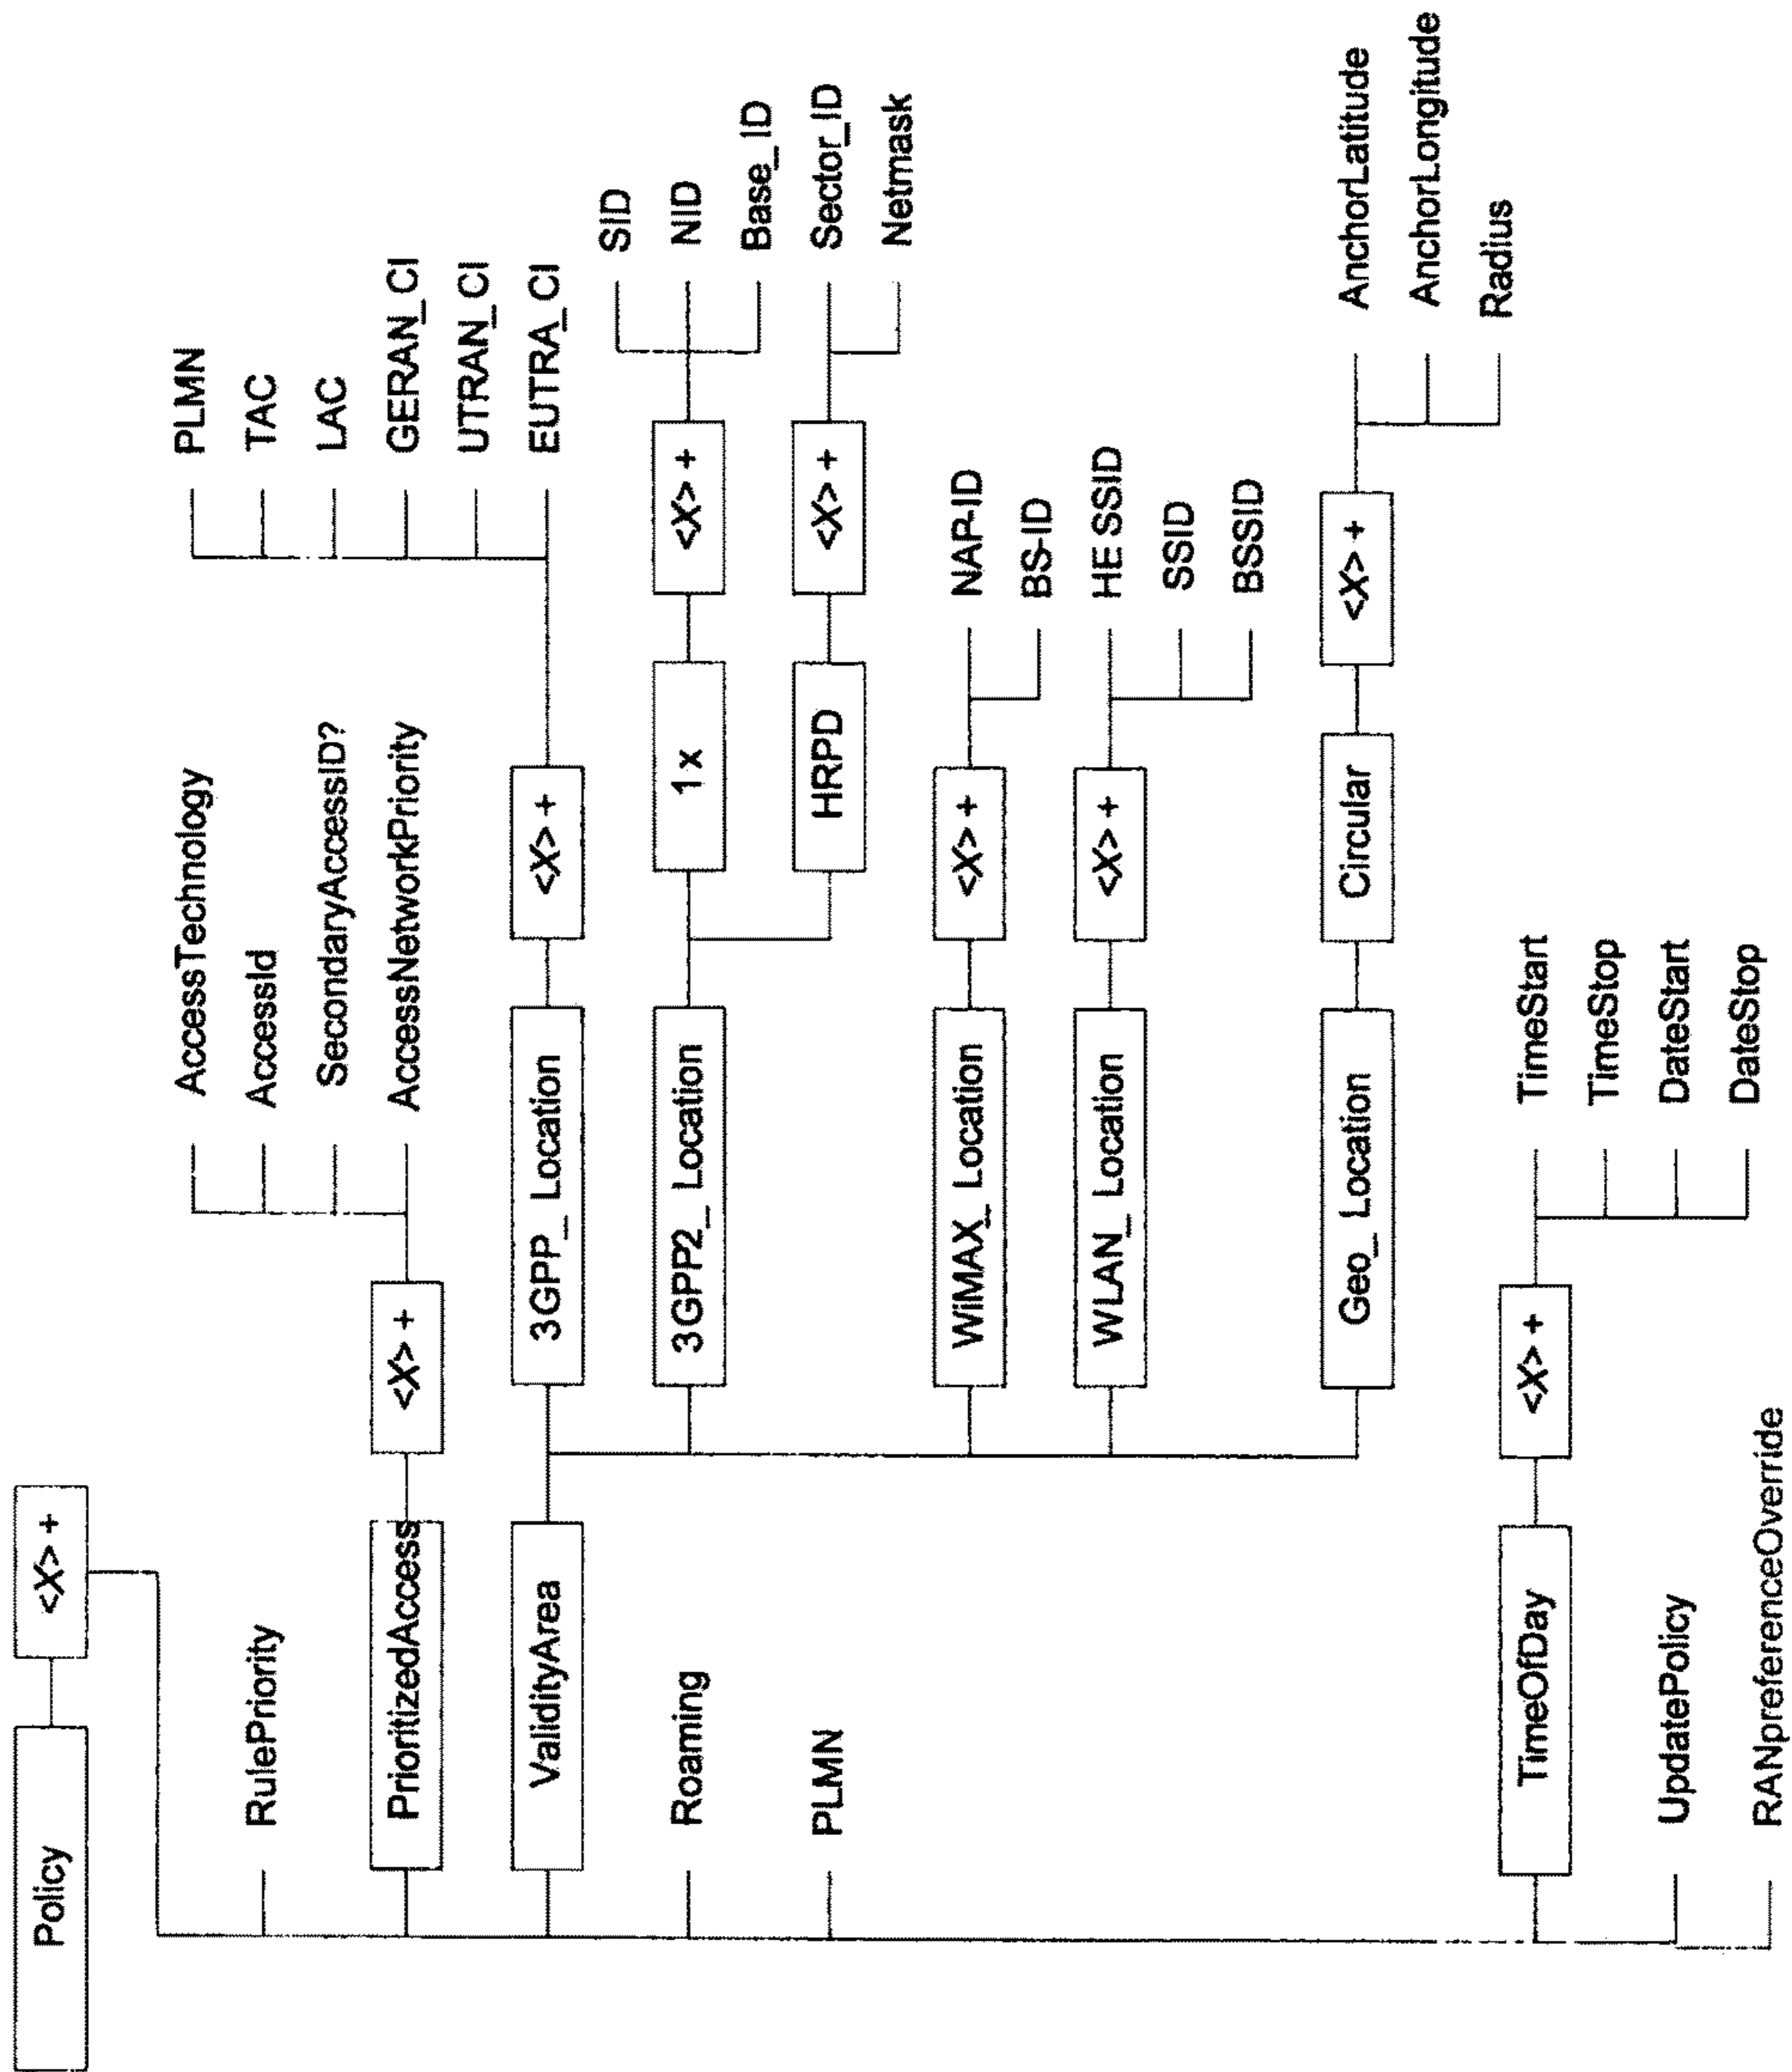 Policy
<X> +
RulePriority
PrioritizedAccess
<X> +
AccessTechnology
AccessId
SecondaryAccessID?
AccessNetworkPriority
ValidityArea
3GPP_ Location
<X> +
PLMN
TAC
LAC
GERAN_CI
UTRAN_CI
EUTRA_CI
3GPP2_ Location
1x
<X> +
SID
NID
Base_ID
HRPD
<X> +
Sector_ID
Netmask
WiMAX_ Location
<X> +
NAP-ID
BS-ID
WLAN_ Location
<X> +
HE SSID
SSID
BSSID
Geo_ Location
Circular
<X> +
AnchorLatitude
AnchorLongitude
Radius
Roaming
PLMN
TimeOfDay
<X> +
TimeStart
TimeStop
DateStart
DateStop
UpdatePolicy
RANpreferenceOverride